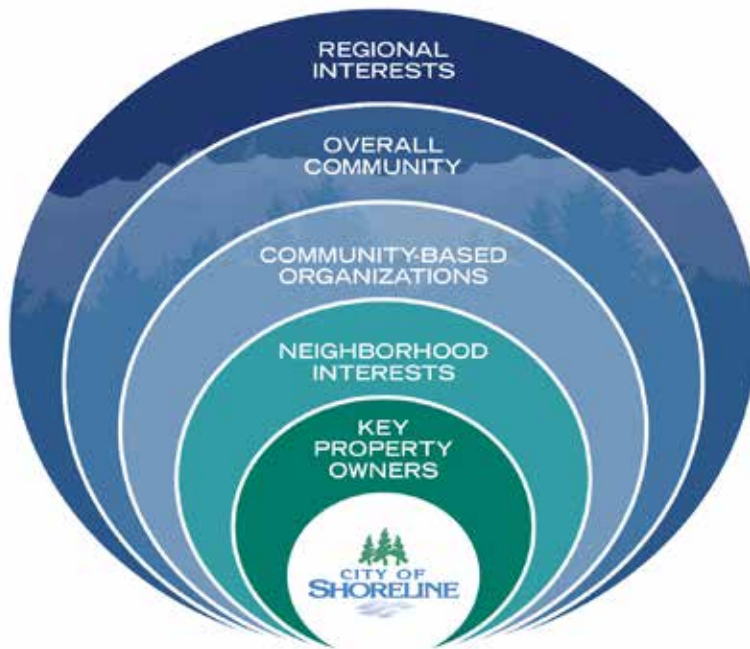 REGIONAL
INTERESTS
OVERALL
COMMUNITY
COMMUNITY-BASED
ORGANIZATIONS
NEIGHBORHOOD
INTERESTS
KEY
PROPERTY
OWNERS
CITY OF
SHORELINE